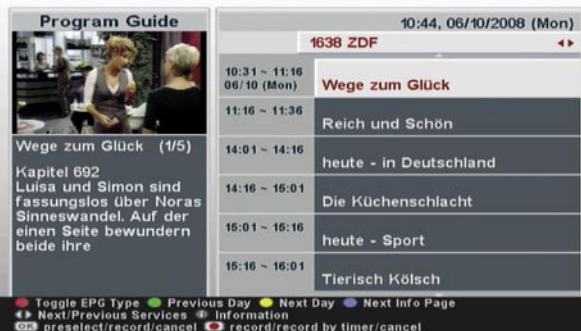 Program Guide
10:44, 06/10/2008 (Mon)
1638 ZDF
Wege zum Glück (1/5)
Kapitel 692
Luisa und Simon sind
fassungslos über Noras
Sinneswandel. Auf der
einen Seite bewundern
beide ihre
10:31 ~ 11:16
06/10 (Mon)
Wege zum Glück
11:16 ~ 11:36
Reich und Schön
14:01 ~ 14:16
heute - in Deutschland
14:16 ~ 15:01
Die Küchenschlacht
15:01 ~ 15:16
heute - Sport
15:16 ~ 16:01
Tierisch Kölsch
Toggle EPG Type Previous Day Next Day Next Info Page
Next/Previous Services Information
OK preselect/record/cancel record/record by timer/cancel